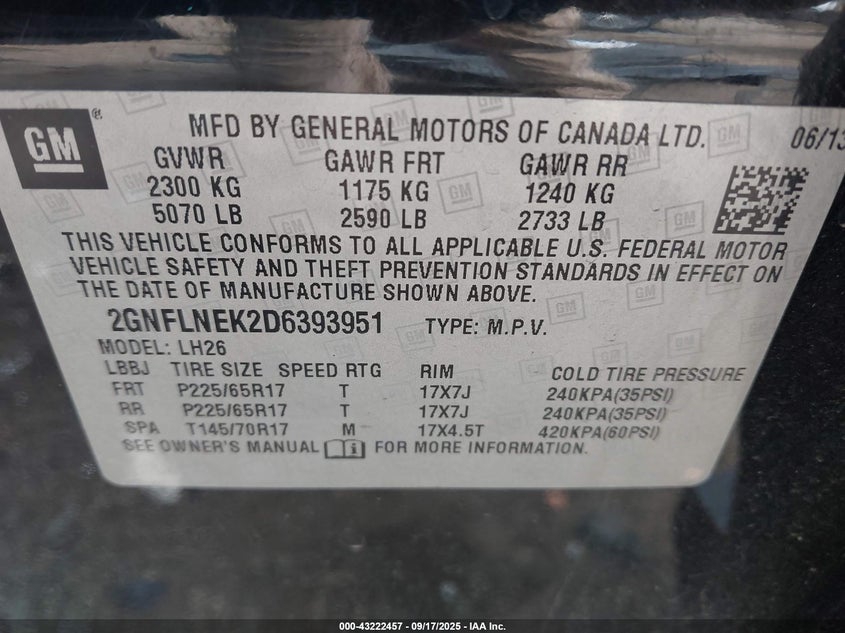 GM ®
MFD BY GENERAL MOTORS OF CANADA LTD. 06/13
GVWR GAWR FRT GAWR RR
2300 KG 1175 KG 1240 KG
5070 LB 2590 LB 2733 LB
THIS VEHICLE CONFORMS TO ALL APPLICABLE U.S. FEDERAL MOTOR
VEHICLE SAFETY AND THEFT PREVENTION STANDARDS IN EFFECT ON
THE DATE OF MANUFACTURE SHOWN ABOVE.
2GNFLNEK2D6393951 TYPE: M.P.V.
MODEL: LH26
LBBJ TIRE SIZE SPEED RTG RIM COLD TIRE PRESSURE
FRT P225/65R17 T 17X7J 240KPA(35PSI)
RR P225/65R17 T 17X7J 240KPA(35PSI)
SPA T145/70R17 M 17X4.5T 420KPA(60PSI)
SEE OWNER'S MANUAL FOR MORE INFORMATION.
000-43222457 - 09/17/2025 - IAA Inc.